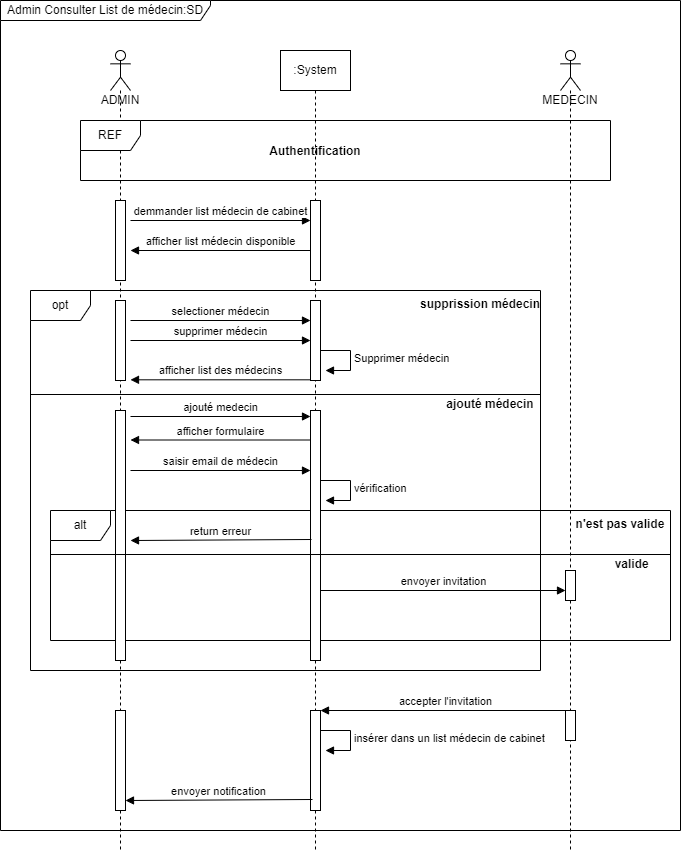 Admin Consulter List de médecin:SD
ADMIN
:System
MEDECIN
REF
Authentification
demmander list médecin de cabinet
afficher list médecin disponible
opt
supprission médecin
selectioner médecin
supprimer médecin
Supprimer médecin
afficher list des médecins
ajouté médecin
ajouté medecin
afficher formulaire
saisir email de médecin
vérification
alt
n'est pas valide
return erreur
valide
envoyer invitation
accepter l'invitation
insérer dans un list médecin de cabinet
envoyer notification